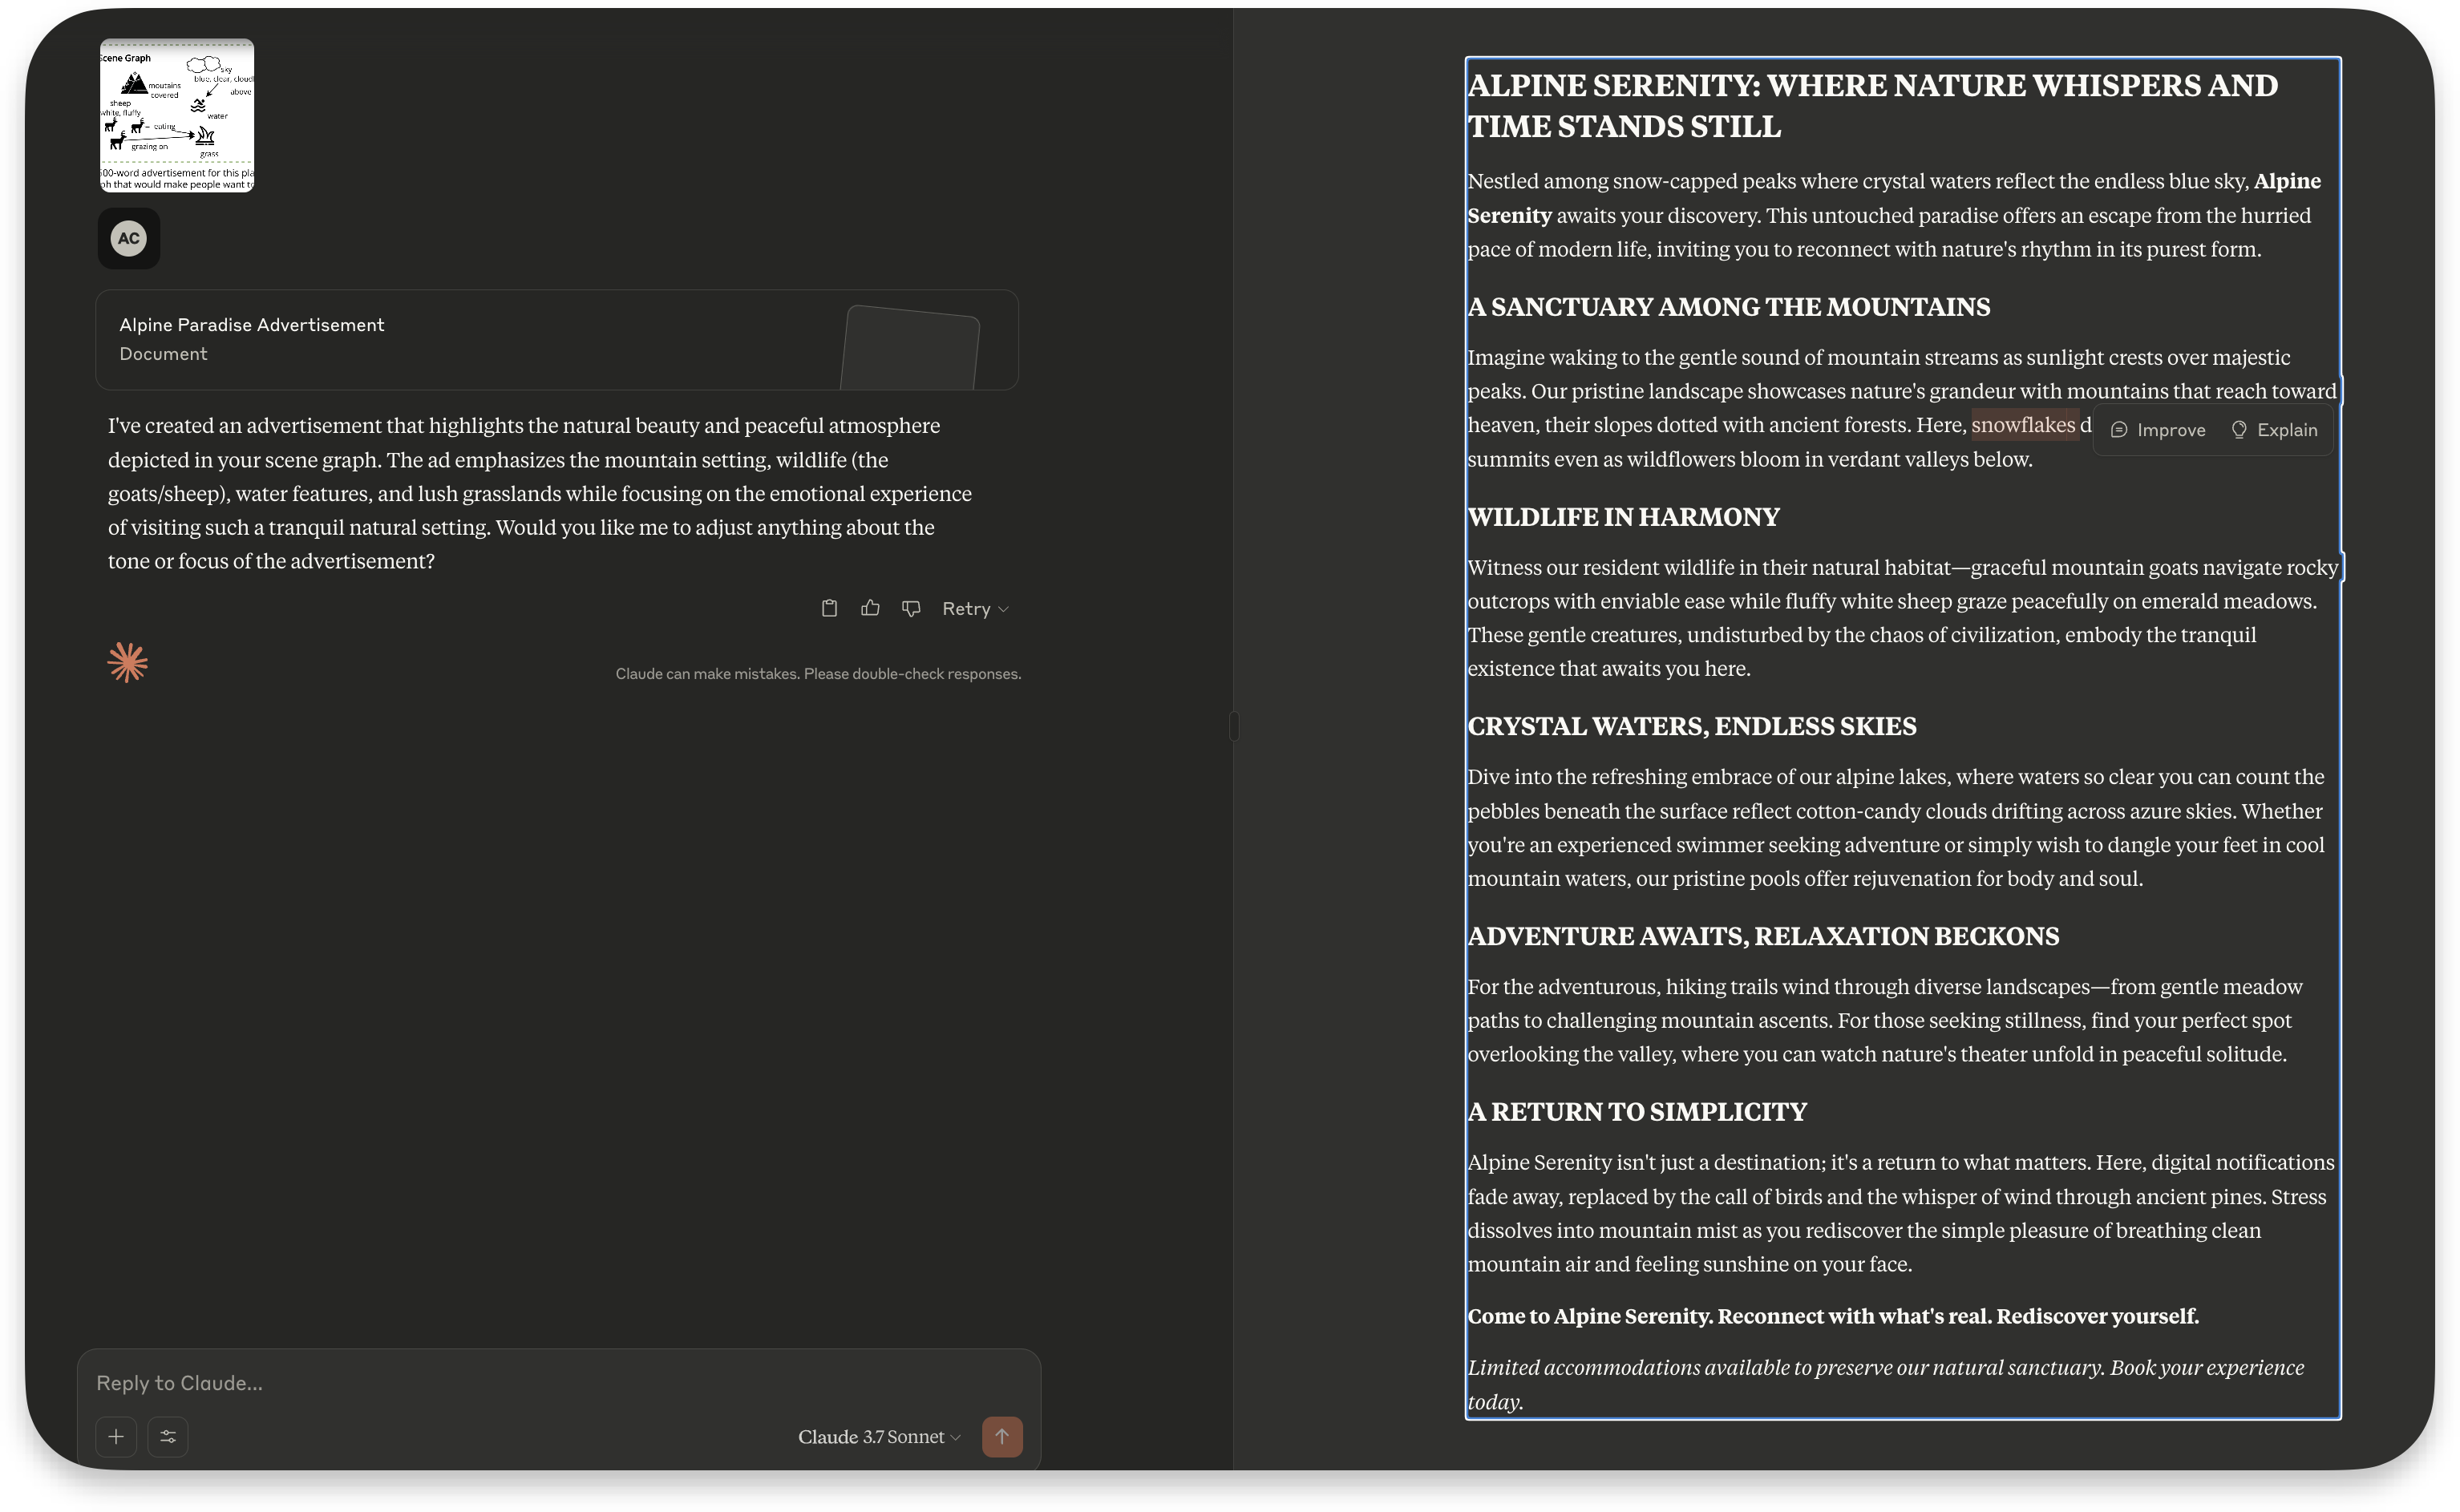 Scene Graph
sky
blue, clear, cloud
moutains
covered
above
sheep
white, fluffy
water
eating
grazing on
grass
500-word advertisement for this pla
ph that would make people want to
AC
Alpine Paradise Advertisement
Document
I've created an advertisement that highlights the natural beauty and peaceful atmosphere
depicted in your scene graph. The ad emphasizes the mountain setting, wildlife (the
goats/sheep), water features, and lush grasslands while focusing on the emotional experience
of visiting such a tranquil natural setting. Would you like me to adjust anything about the
tone or focus of the advertisement?
Retry
Claude can make mistakes. Please double-check responses.
Reply to Claude...
Claude 3.7 Sonnet
ALPINE SERENITY: WHERE NATURE WHISPERS AND
TIME STANDS STILL
Nestled among snow-capped peaks where crystal waters reflect the endless blue sky, Alpine
Serenity awaits your discovery. This untouched paradise offers an escape from the hurried
pace of modern life, inviting you to reconnect with nature's rhythm in its purest form.
A SANCTUARY AMONG THE MOUNTAINS
Imagine waking to the gentle sound of mountain streams as sunlight crests over majestic
peaks. Our pristine landscape showcases nature's grandeur with mountains that reach toward
heaven, their slopes dotted with ancient forests. Here, snowflakes d
Improve Explain
summits even as wildflowers bloom in verdant valleys below.
WILDLIFE IN HARMONY
Witness our resident wildlife in their natural habitat—graceful mountain goats navigate rocky
outcrops with enviable ease while fluffy white sheep graze peacefully on emerald meadows.
These gentle creatures, undisturbed by the chaos of civilization, embody the tranquil
existence that awaits you here.
CRYSTAL WATERS, ENDLESS SKIES
Dive into the refreshing embrace of our alpine lakes, where waters so clear you can count the
pebbles beneath the surface reflect cotton-candy clouds drifting across azure skies. Whether
you're an experienced swimmer seeking adventure or simply wish to dangle your feet in cool
mountain waters, our pristine pools offer rejuvenation for body and soul.
ADVENTURE AWAITS, RELAXATION BECKONS
For the adventurous, hiking trails wind through diverse landscapes—from gentle meadow
paths to challenging mountain ascents. For those seeking stillness, find your perfect spot
overlooking the valley, where you can watch nature's theater unfold in peaceful solitude.
A RETURN TO SIMPLICITY
Alpine Serenity isn't just a destination; it's a return to what matters. Here, digital notifications
fade away, replaced by the call of birds and the whisper of wind through ancient pines. Stress
dissolves into mountain mist as you rediscover the simple pleasure of breathing clean
mountain air and feeling sunshine on your face.
Come to Alpine Serenity. Reconnect with what's real. Rediscover yourself.
Limited accommodations available to preserve our natural sanctuary. Book your experience
today.